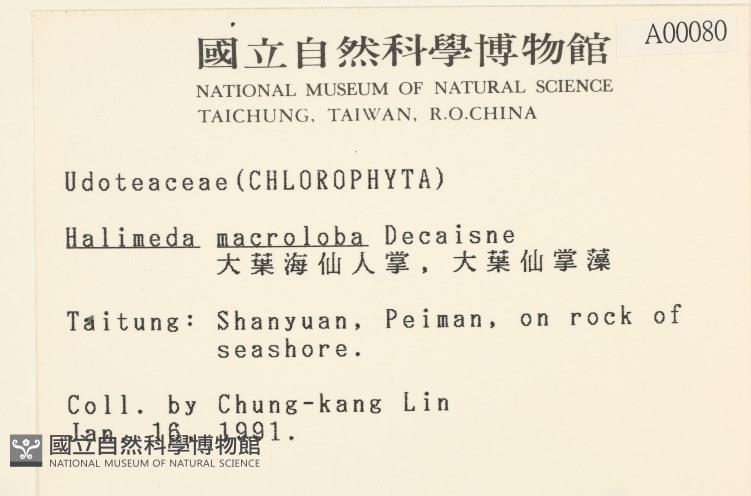 A00080
國立自然科學博物館
NATIONAL MUSEUM OF NATURAL SCIENCE
TAICHUNG, TAIWAN, R.O.CHINA
Udoteaceae(CHLOROPHYTA)
Halimeda macroloba Decaisne
大葉海仙人掌, 大葉仙掌藻
Taitung: Shanyuan, Peiman, on rock of
seashore.
Coll. by Chung-kang Lin
Jan. 16, 1991.
國立自然科學博物館
NATIONAL MUSEUM OF NATURAL SCIENCE